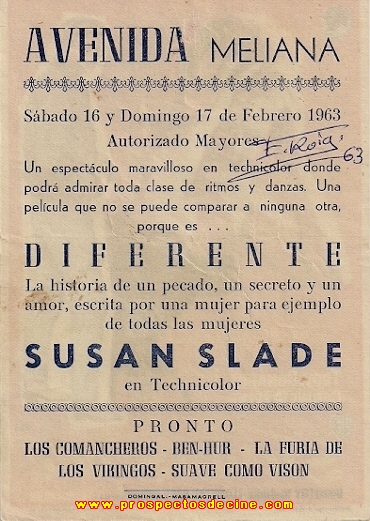 AVENIDA MELIANA
Sábado 16 y Domingo 17 de Febrero 1963
Autorizado Mayores
E. Roig
63
Un espectáculo maravilloso en technicolor donde
podrá admirar toda clase de ritmos y danzas. Una
película que no se puede comparar a ninguna otra,
porque es ...
DIFERENTE
La historia de un pecado, un secreto y un
amor, escrita por una mujer para ejemplo
de todas las mujeres
SUSAN SLADE
en Technicolor
PRONTO
LOS COMANCHEROS - BEN-HUR - LA FURIA DE
LOS VIKINGOS - SUAVE COMO VISON
DOMINGAL.-MASAMAGRELL
www.prospectosdecine.com